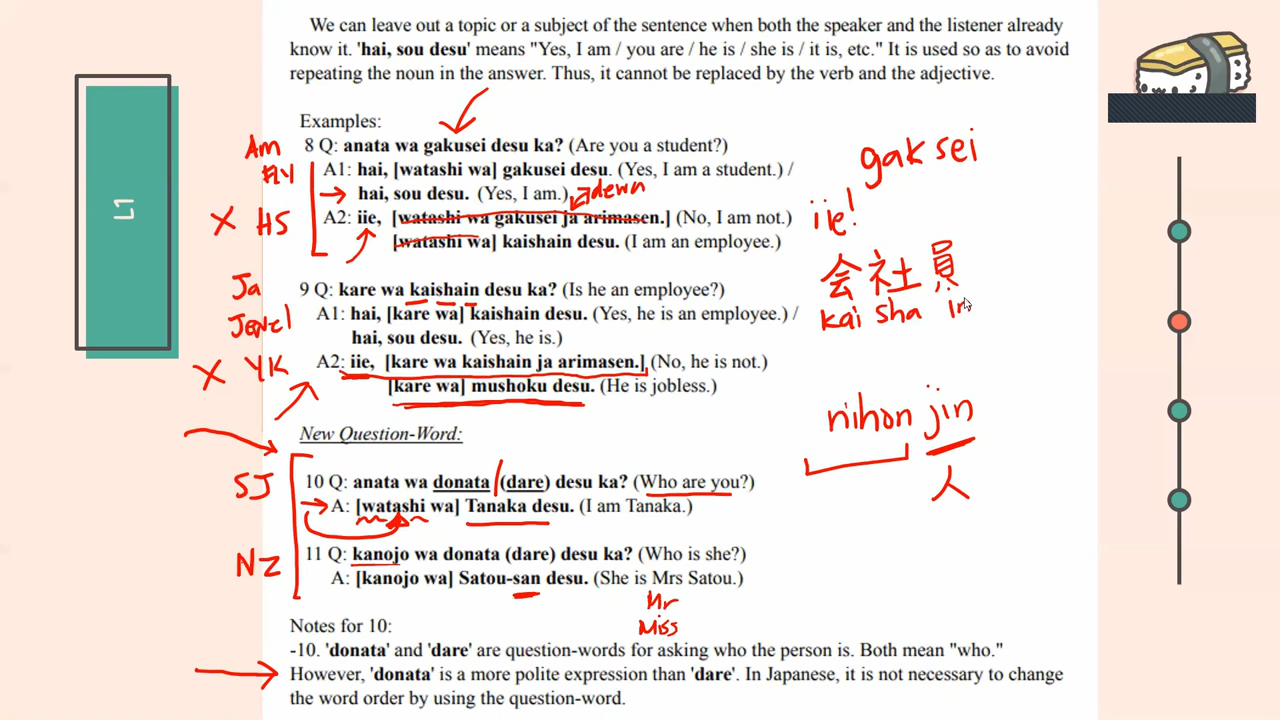 We can leave out a topic or a subject of the sentence when both the speaker and the listener already
know it. 'hai, sou desu' means "Yes, I am / you are / he is / she is / it is, etc." It is used so as to avoid
repeating the noun in the answer. Thus, it cannot be replaced by the verb and the adjective.
Examples:
8 Q: anata wa gakusei desu ka? (Are you a student?)
A1: hai, [watashi wa] gakusei desu. (Yes, I am a student.) /
hai, sou desu. (Yes, I am.)
A2: iie, [watashi wa gakusei ja arimasen.] (No, I am not.)
[watashi wa] kaishain desu. (I am an employee.)
9 Q: kare wa kaishain desu ka? (Is he an employee?)
A1: hai, [kare wa] kaishain desu. (Yes, he is an employee.) /
hai, sou desu. (Yes, he is.)
A2: iie, [kare wa kaishain ja arimasen.] (No, he is not.)
[kare wa] mushoku desu. (He is jobless.)
New Question-Word:
10 Q: anata wa donata (dare) desu ka? (Who are you?)
A: [watashi wa] Tanaka desu. (I am Tanaka.)
11 Q: kanojo wa donata (dare) desu ka? (Who is she?)
A: [kanojo wa] Satou-san desu. (She is Mrs Satou.)
Mr
Miss
Notes for 10:
-10. 'donata' and 'dare' are question-words for asking who the person is. Both mean "who."
However, 'donata' is a more polite expression than 'dare'. In Japanese, it is not necessary to change
the word order by using the question-word.
L1
Am
X HS
Ja
X YK
SJ
NZ
gak sei
iie!
会社員
kai sha in
nihon jin
人